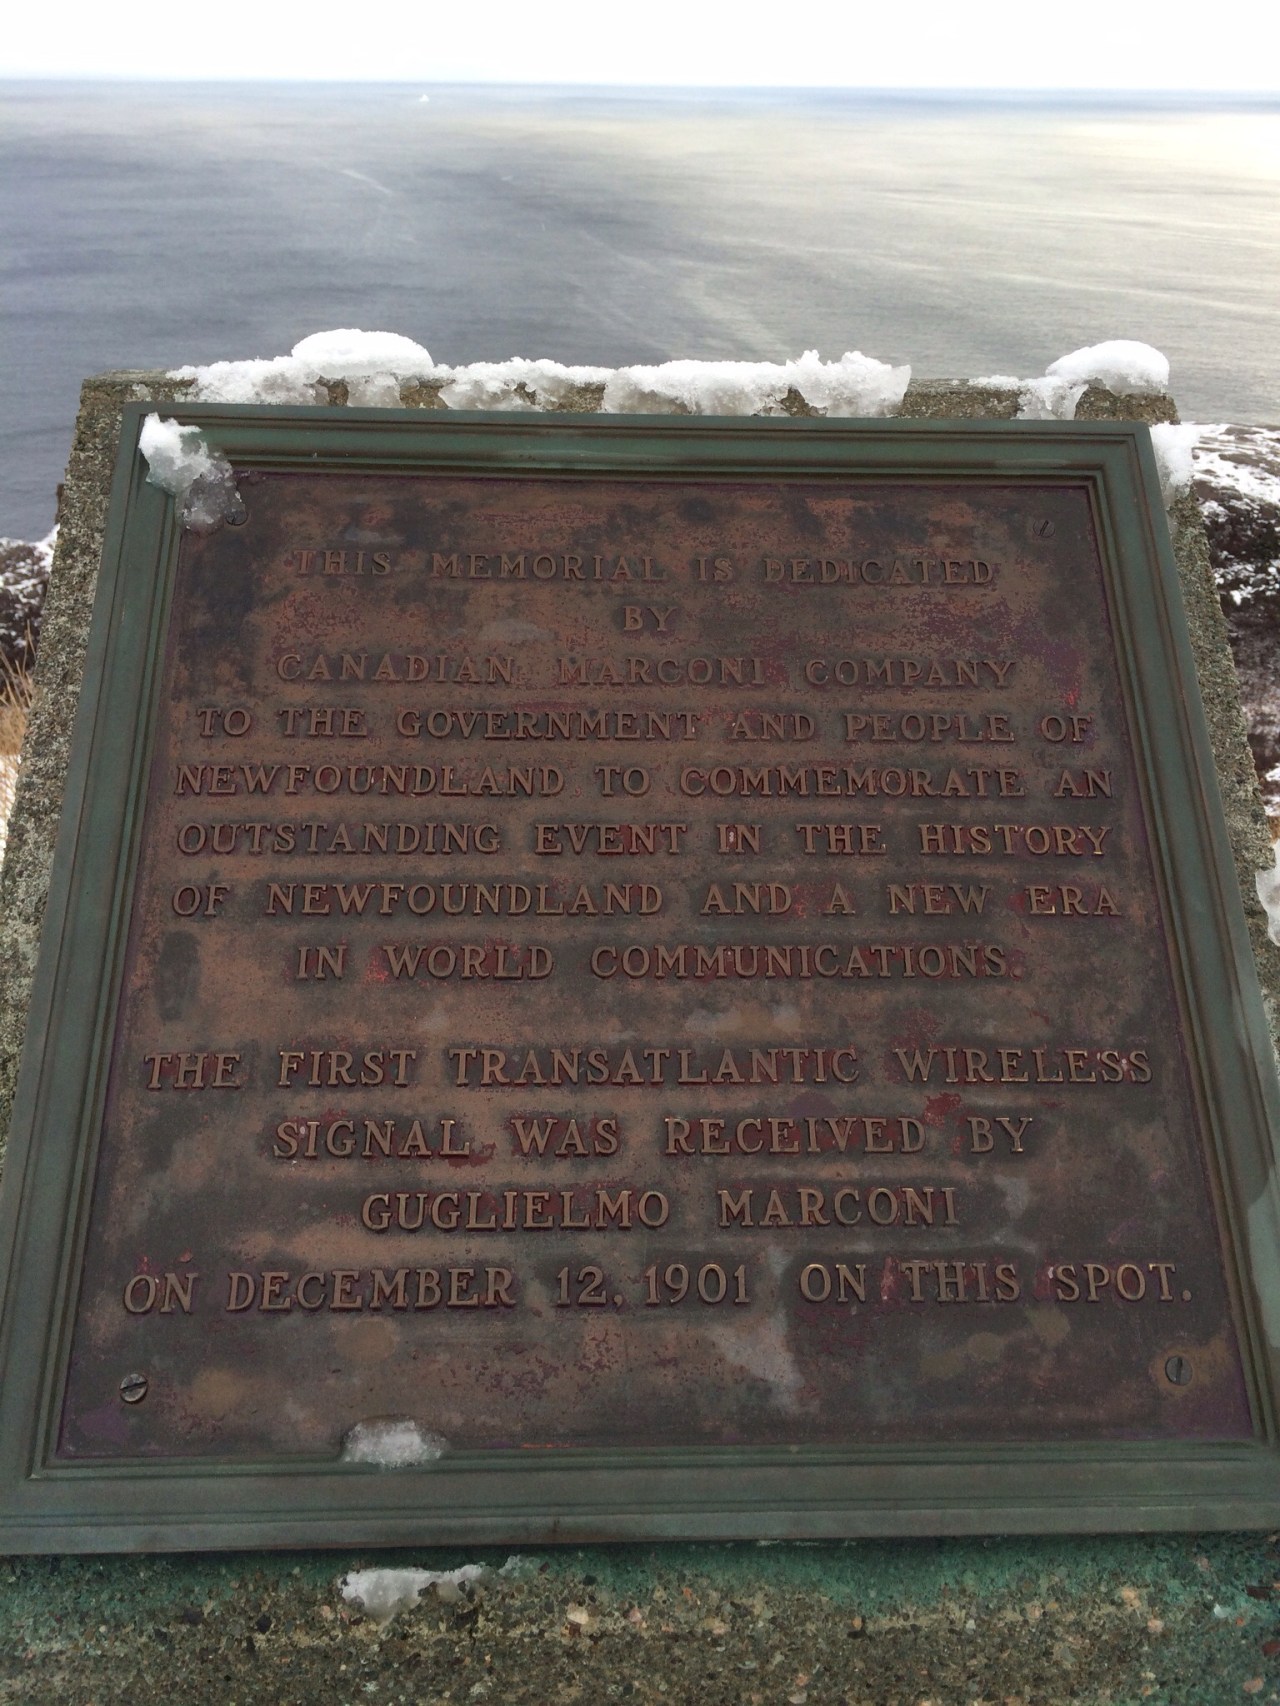 THIS MEMORIAL IS DEDICATED
BY
CANADIAN MARCONI COMPANY
TO THE GOVERNMENT AND PEOPLE OF
NEWFOUNDLAND TO COMMEMORATE AN
OUTSTANDING EVENT IN THE HISTORY
OF NEWFOUNDLAND AND A NEW ERA
IN WORLD COMMUNICATIONS.
THE FIRST TRANSATLANTIC WIRELESS
SIGNAL WAS RECEIVED BY
GUGLIELMO MARCONI
ON DECEMBER 12, 1901 ON THIS SPOT.